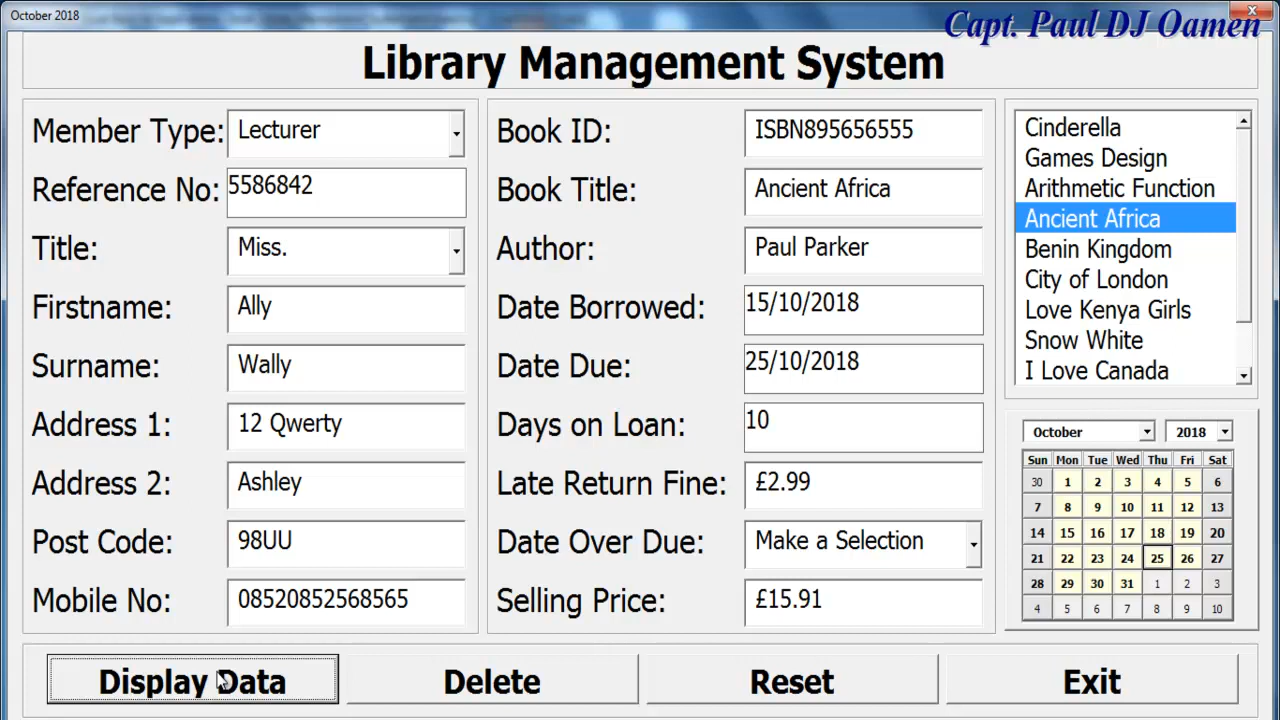 October 2018
Capt. Paul DJ Oamen
Library Management System
Member Type: Lecturer
Reference No: 5586842
Title: Miss.
Firstname: Ally
Surname: Wally
Address 1: 12 Qwerty
Address 2: Ashley
Post Code: 98UU
Mobile No: 08520852568565
Book ID: ISBN895656555
Book Title: Ancient Africa
Author: Paul Parker
Date Borrowed: 15/10/2018
Date Due: 25/10/2018
Days on Loan: 10
Late Return Fine: £2.99
Date Over Due: Make a Selection
Selling Price: £15.91
Cinderella
Games Design
Arithmetic Function
Ancient Africa
Benin Kingdom
City of London
Love Kenya Girls
Snow White
I Love Canada
October 2018
Sun Mon Tue Wed Thu Fri Sat
30 1 2 3 4 5 6
7 8 9 10 11 12 13
14 15 16 17 18 19 20
21 22 23 24 25 26 27
28 29 30 31 1 2 3
4 5 6 7 8 9 10
Display Data Delete Reset Exit